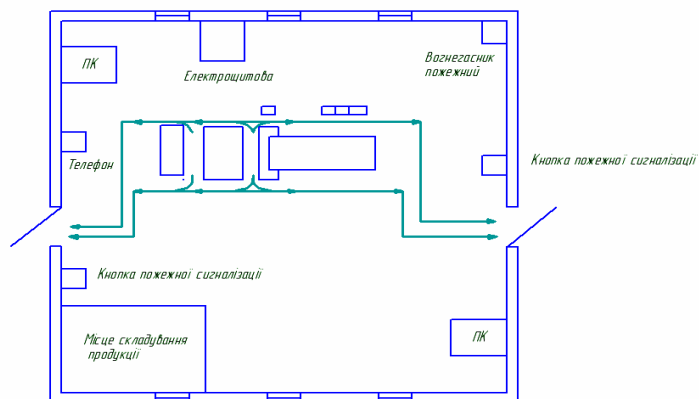 ПК
Електрощитова
Вогнегасник
пожежний
Телефон
Кнопка пожежної сигналізації
Кнопка пожежної сигналізації
Місце складування
продукції
ПК